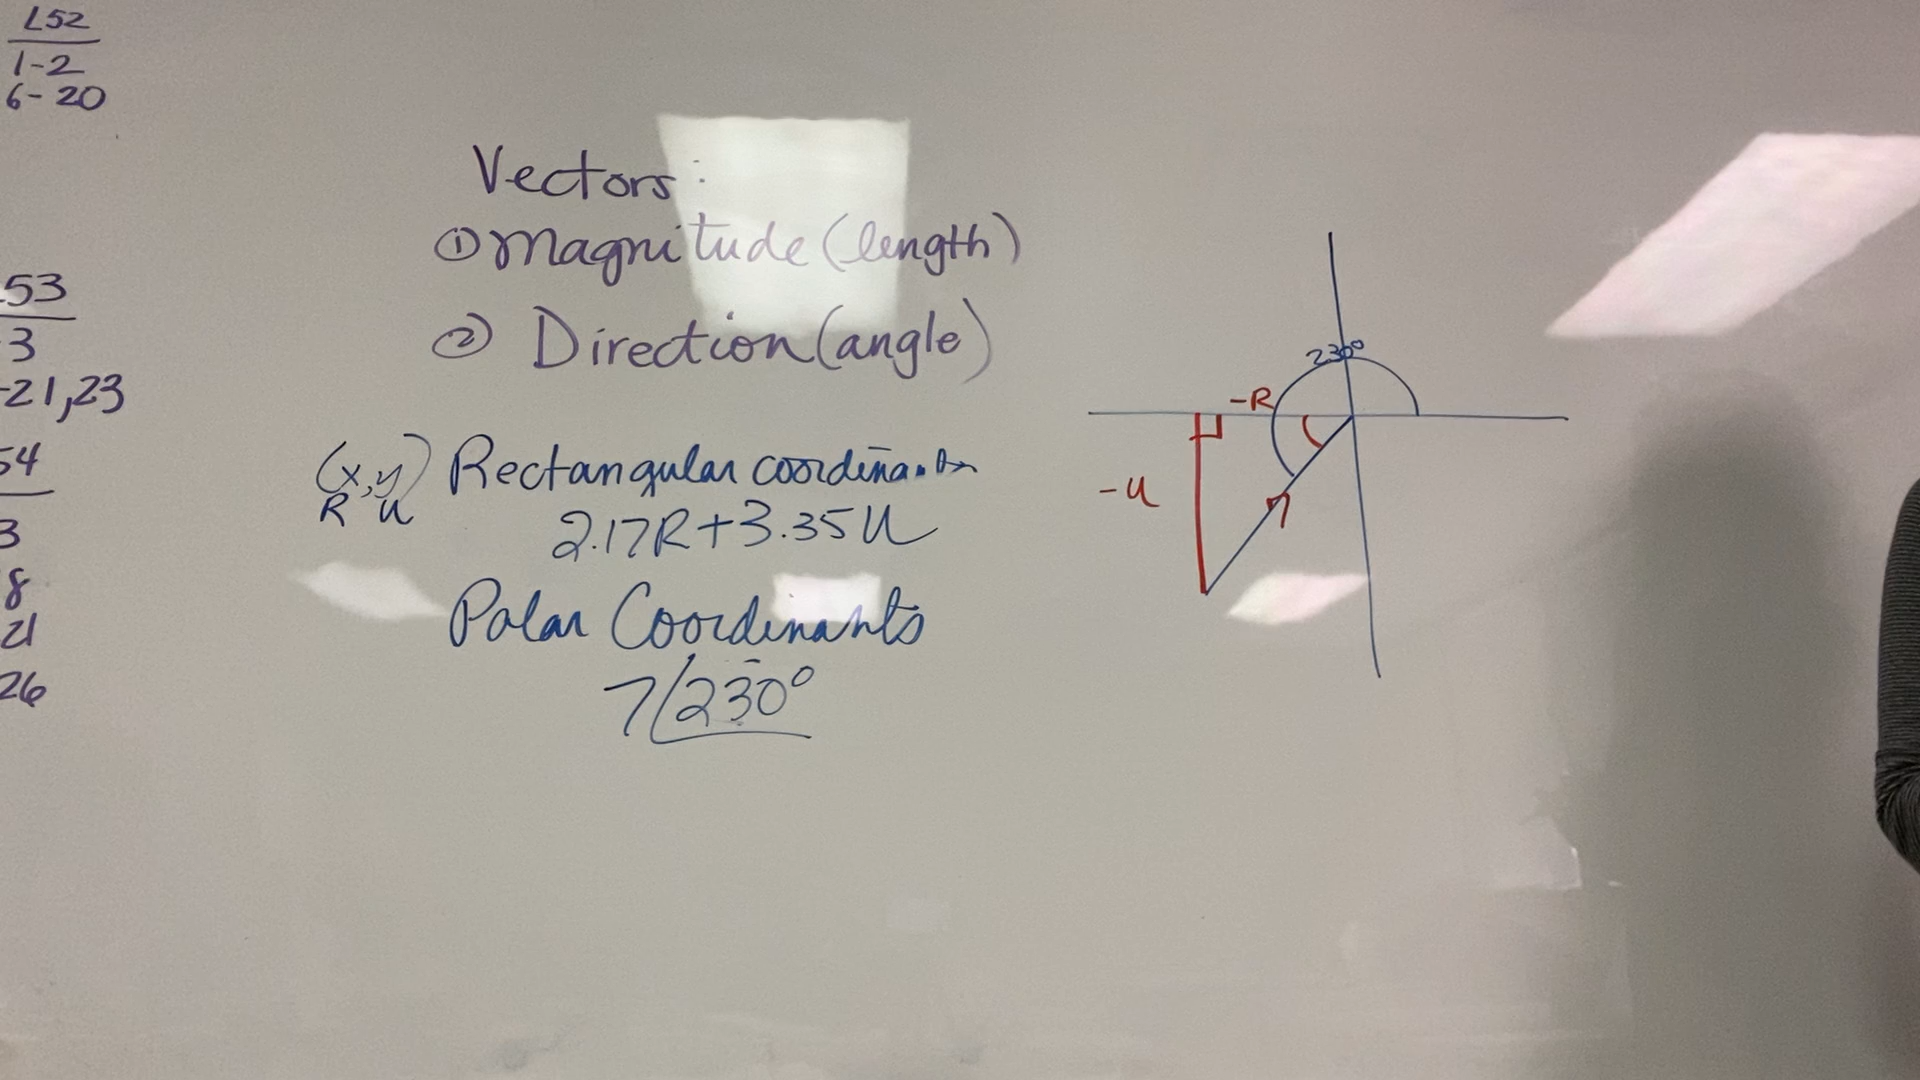 L52
1-2
6-20
53
3
21,23
54
3
8
21
26
Vectors:
① Magnitude (length)
② Direction (angle)
(x,y) Rectangular
R U
2.17R+3.35U
Polar Coordinants
7/230°
230°
-R
-U
7